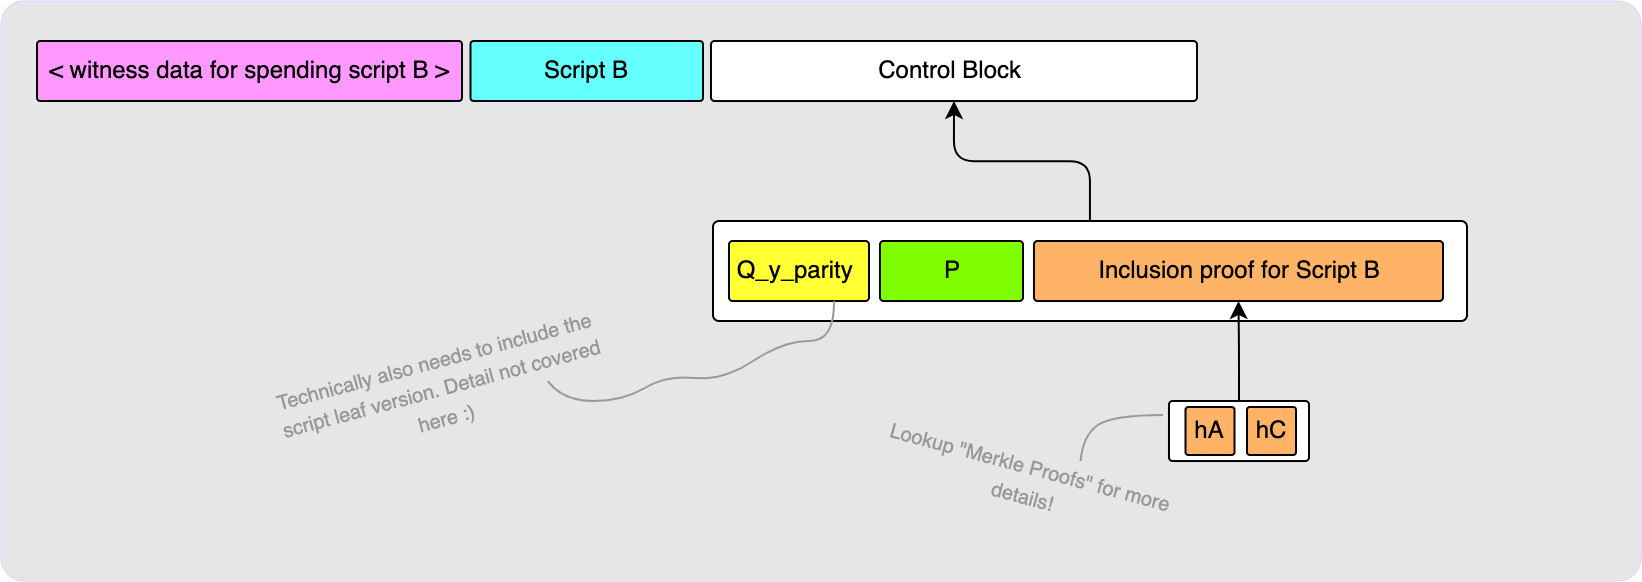 < witness data for spending script B >
Script B
Control Block
Q_y_parity
P
Inclusion proof for Script B
Technically also needs to include the
script leaf version. Detail not covered
here :)
hA
hC
Lookup "Merkle Proofs" for more
details!